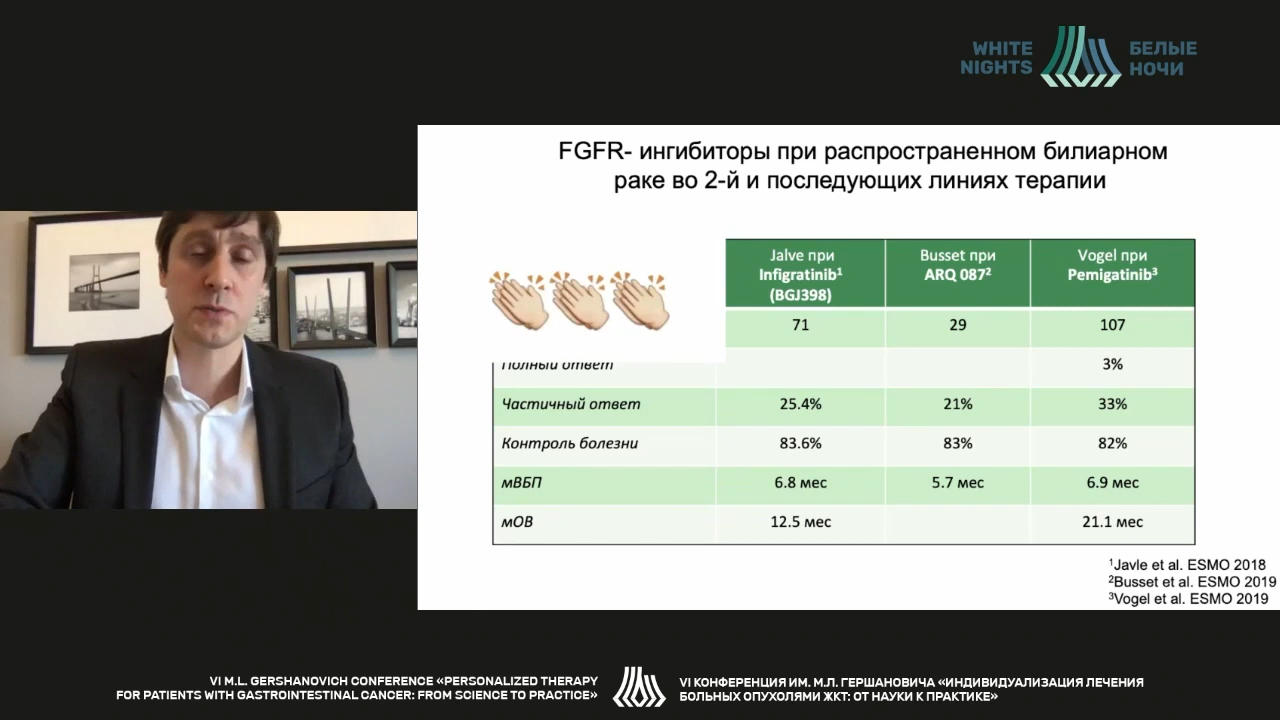 WHITE
NIGHTS
БЕЛЫЕ
НОЧИ
FGFR- ингибиторы при распространенном билиарном
раке во 2-й и последующих линиях терапии
Jalve при
Infigratinib¹
(BGJ398)
Busset при
ARQ 087²
Vogel при
Pemigatinib³
71 29 107
Полный ответ 3%
Частичный ответ 25.4% 21% 33%
Контроль болезни 83.6% 83% 82%
мВБП 6.8 мес 5.7 мес 6.9 мес
мОВ 12.5 мес 21.1 мес
¹Javle et al. ESMO 2018
²Busset et al. ESMO 2019
³Vogel et al. ESMO 2019
VI M.L. GERSHANOVICH CONFERENCE «PERSONALIZED THERAPY
FOR PATIENTS WITH GASTROINTESTINAL CANCER: FROM SCIENCE TO PRACTICE»
VI КОНФЕРЕНЦИЯ ИМ. М.Л. ГЕРШАНОВИЧА «ИНДИВИДУАЛИЗАЦИЯ ЛЕЧЕНИЯ
БОЛЬНЫХ ОПУХОЛЯМИ ЖКТ: ОТ НАУКИ К ПРАКТИКЕ»